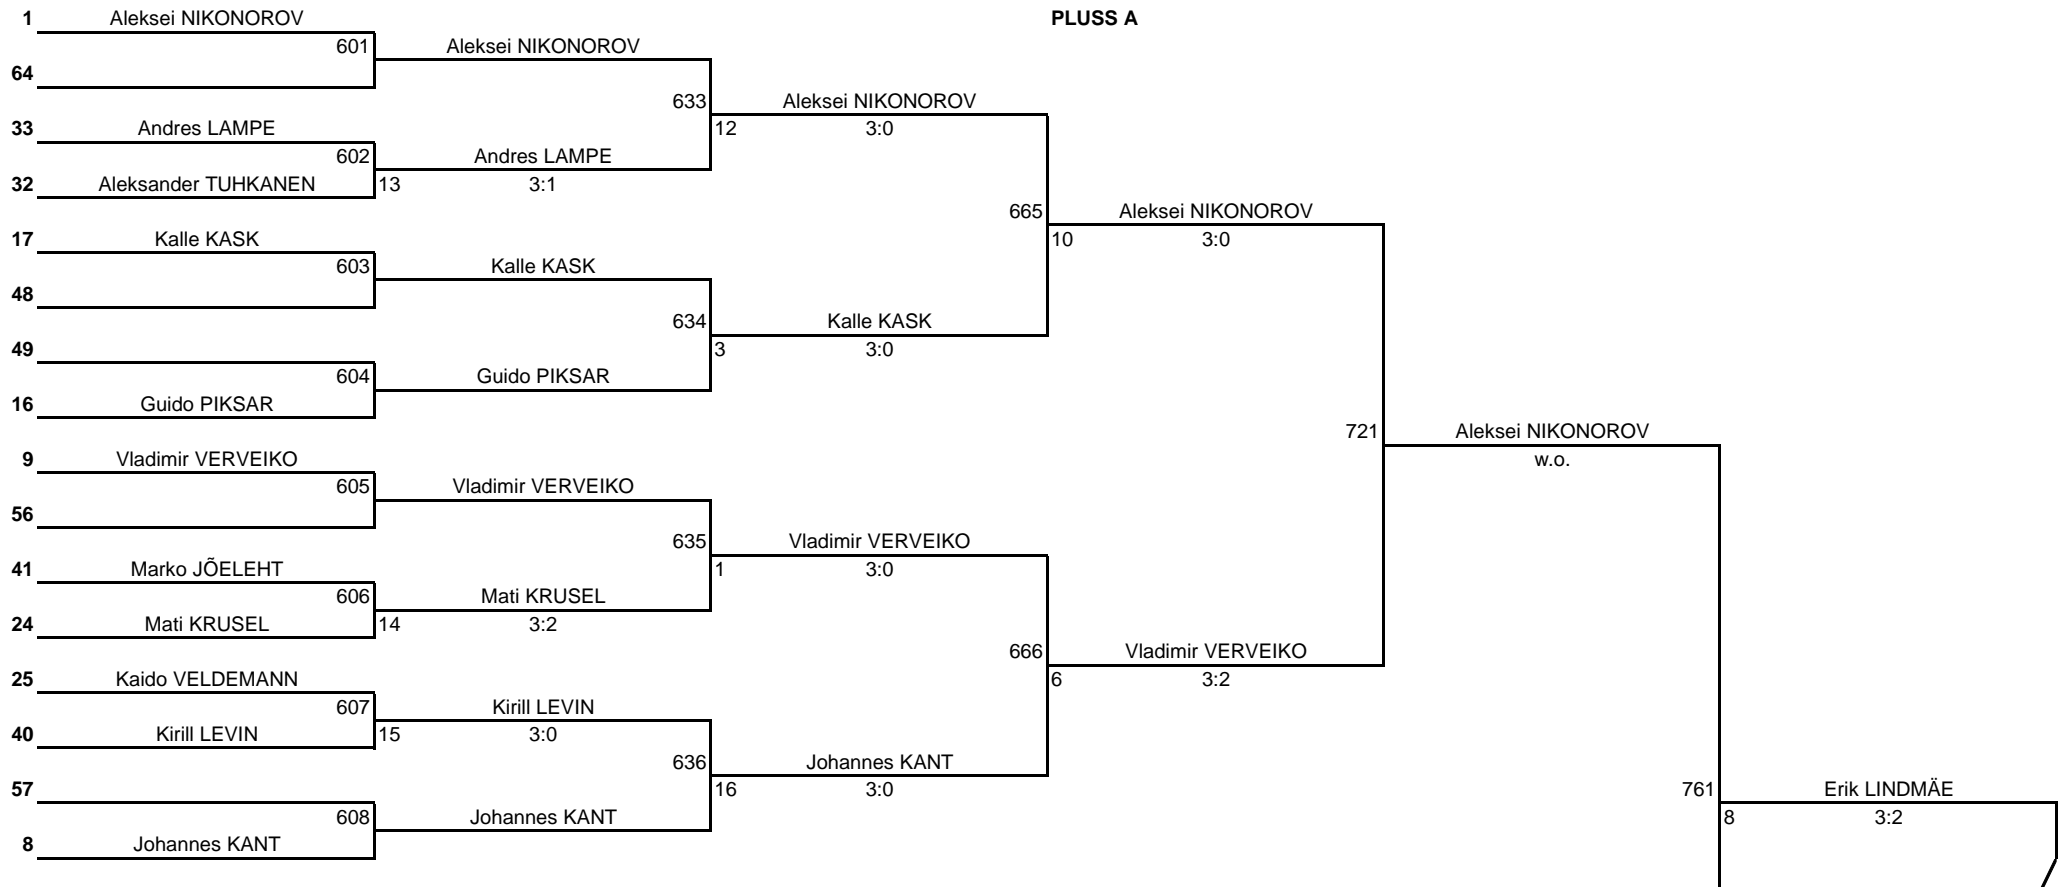 1 Aleksei NIKONOROV PLUSS A
601 Aleksei NIKONOROV
64
633 Aleksei NIKONOROV
33 Andres LAMPE 12 3:0
602 Andres LAMPE
32 Aleksander TUHKANEN 13 3:1
665 Aleksei NIKONOROV
17 Kalle KASK 10 3:0
603 Kalle KASK
48
634 Kalle KASK
49 3 3:0
604 Guido PIKSAR
16 Guido PIKSAR
721 Aleksei NIKONOROV
9 Vladimir VERVEIKO w.o.
605 Vladimir VERVEIKO
56
635 Vladimir VERVEIKO
41 Marko JÕELEHT 1 3:0
606 Mati KRUSEL
24 Mati KRUSEL 14 3:2
666 Vladimir VERVEIKO
25 Kaido VELDEMANN 6 3:2
607 Kirill LEVIN
40 Kirill LEVIN 15 3:0
636 Johannes KANT
57 16 3:0 761 Erik LINDMÄE
608 Johannes KANT 8 3:2
8 Johannes KANT